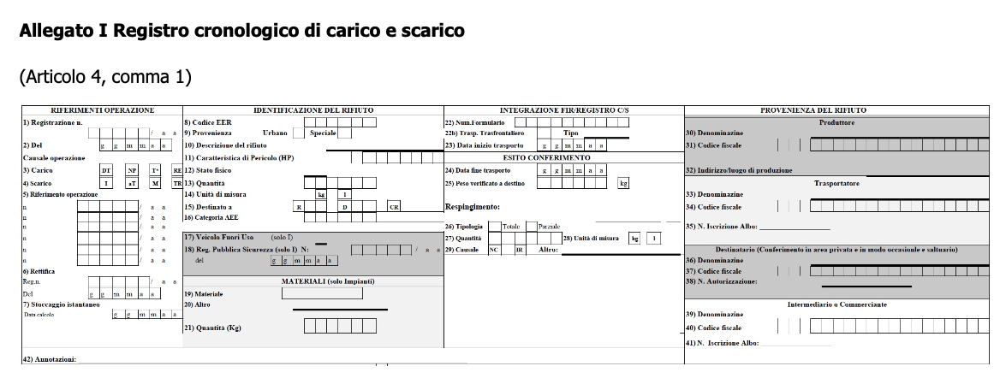 Allegato I Registro cronologico di carico e scarico
(Articolo 4, comma 1)
RIFERIMENTI OPERAZIONE
1) Registrazione n.
/ a a
2) Del g g m m a a
Causale operazione
3) Carico DT NP T* RE
4) Scarico I aT M TR
5) Riferimento operazione
n / a a
n / a a
n / a a
n / a a
n / a a
n / a a
6) Rettifica
Reg.n. / a a
Del g g m m a a
7) Stoccaggio istantaneo
Data calcolo g g m m a a
IDENTIFICAZIONE DEL RIFIUTO
8) Codice EER
9) Provenienza Urbano Speciale
10) Descrizione del rifiuto
11) Caratteristica di Pericolo (HP)
12) Stato fisico
13) Quantità
14) Unità di misura kg l
15) Destinato a R D CR
16) Categoria AEE
17) Veicolo Fuori Uso (solo I)
18) Reg. Pubblica Sicurezza (solo I) N: / a a
del g g m m a a
MATERIALI (solo Impianti)
19) Materiale
20) Altro
21) Quantità (Kg)
INTEGRAZIONE FIR/REGISTRO C/S
22) Num.Formulario
22b) Trasp. Trasfrontaliero Tipo
23) Data inizio trasporto g g m m a a
ESITO CONFERIMENTO
24) Data fine trasporto g g m m a a
25) Peso verificato a destino kg
Respingimento:
26) Tipologia Totale Parziale
27) Quantità 28) Unità di misura kg l
29) Causale NC IR Altro:
PROVENIENZA DEL RIFIUTO
Produttore
30) Denominazine
31) Codice fiscale
32) Indirizzo/luogo di produzione
Trasportatore
33) Denominazine
34) Codice fiscale
35) N. Iscrizione Albo:
Destinatario (Conferimento in area privata e in modo occasionle e saltuario)
36) Denominazine
37) Codice fiscale
38) N. Autorizzazione:
Intermediario o Commerciante
39) Denominazine
40) Codice fiscale
41) N. Iscrizione Albo:
42) Annotazioni: